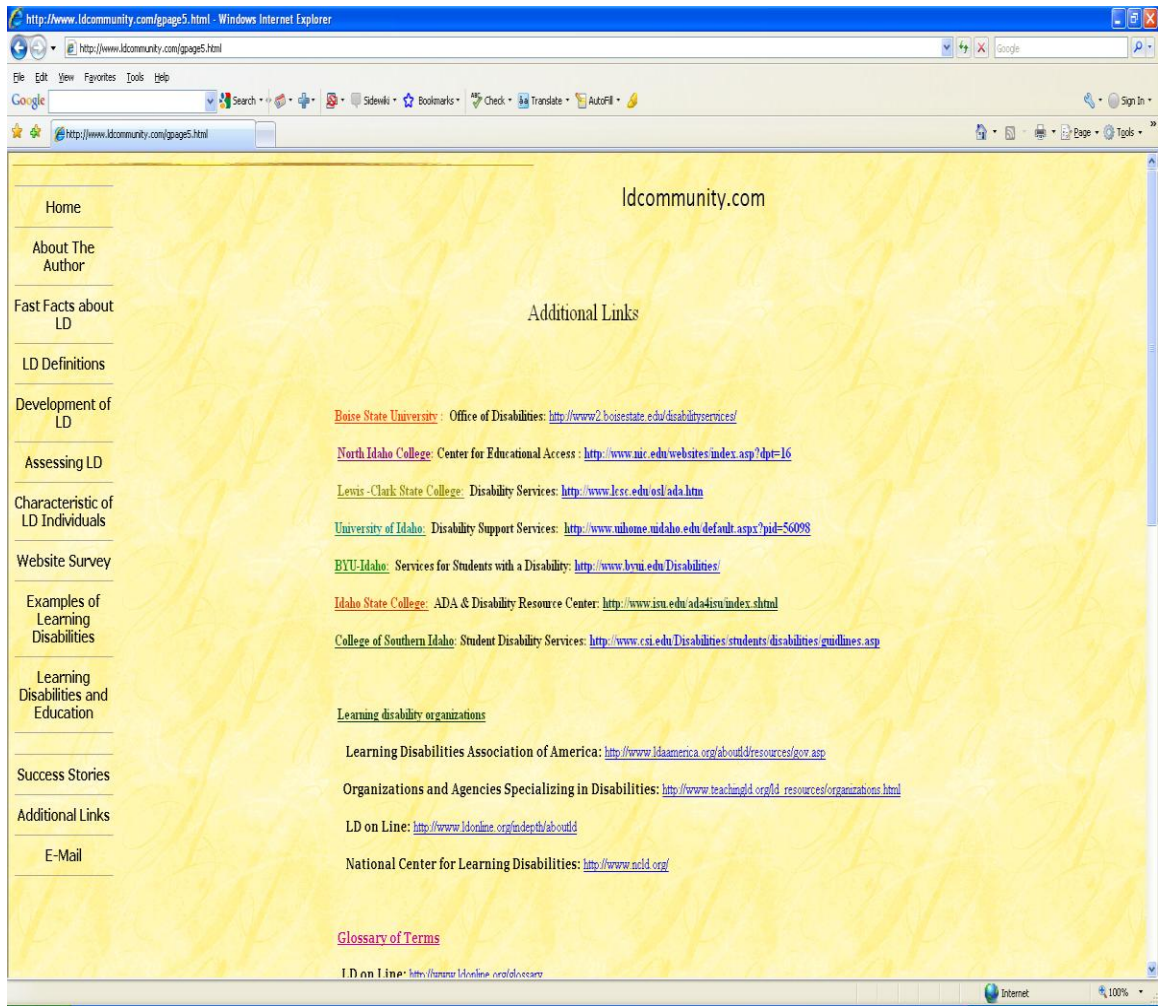 http://www.ldcommunity.com/gpage5.html - Windows Internet Explorer
http://www.ldcommunity.com/gpage5.html
Google
File Edit View Favorites Tools Help
Google Search Sidewiki Bookmarks Check Translate AutoFill Sign In
http://www.ldcommunity.com/gpage5.html Page Tools
ldcommunity.com
Home
About The
Author
Fast Facts about
LD
LD Definitions
Development of
LD
Assessing LD
Characteristic of
LD Individuals
Website Survey
Examples of
Learning
Disabilities
Learning
Disabilities and
Education
Success Stories
Additional Links
E-Mail
Additional Links
Boise State University : Office of Disabilities: http://www2.boisestate.edu/disabilityservices/
North Idaho College: Center for Educational Access : http://www.nic.edu/websites/index.asp?dpt=16
Lewis -Clark State College: Disability Services: http://www.lcsc.edu/osl/ada.htm
University of Idaho: Disability Support Services: http://www.uihome.uidaho.edu/default.aspx?pid=56098
BYU-Idaho: Services for Students with a Disability: http://www.byui.edu/Disabilities/
Idaho State College: ADA & Disability Resource Center: http://www.isu.edu/ada4isu/index.shtml
College of Southern Idaho: Student Disability Services: http://www.csi.edu/Disabilities/students/disabilities/guidlines.asp
Learning disability organizations
Learning Disabilities Association of America: http://www.ldaamerica.org/aboutld/resources/gov.asp
Organizations and Agencies Specializing in Disabilities: http://www.teachingld.org/ld_resources/organizations.html
LD on Line: http://www.ldonline.org/indepth/aboutld
National Center for Learning Disabilities: http://www.ncld.org/
Glossary of Terms
LD on Line: http://www.ldonline.org/glossary
Internet 100%